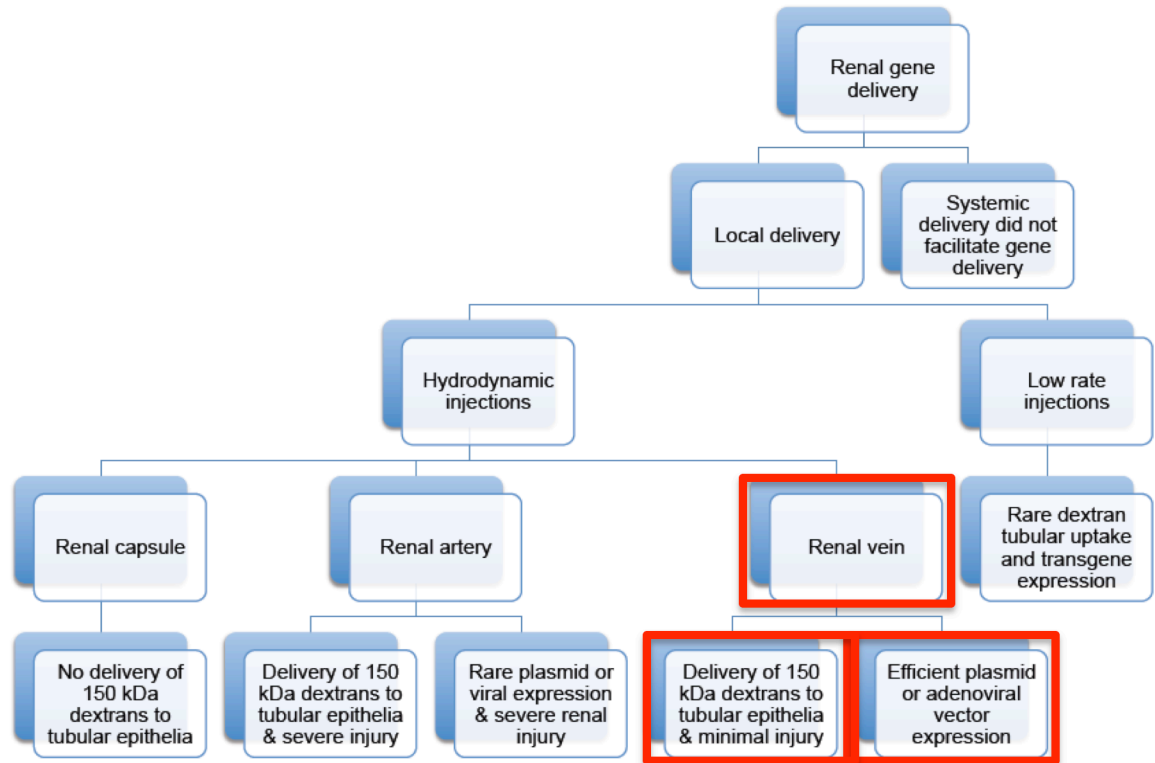 Renal gene
delivery
Local delivery
Systemic
delivery did not
facilitate gene
delivery
Hydrodynamic
injections
Low rate
injections
Renal capsule
Renal artery
Renal vein
Rare dextran
tubular uptake
and transgene
expression
No delivery of
150 kDa
dextrans to
tubular epithelia
Delivery of 150
kDa dextrans to
tubular epithelia
& severe injury
Rare plasmid or
viral expression
& severe renal
injury
Delivery of 150
kDa dextrans to
tubular epithelia
& minimal injury
Efficient plasmid
or adenoviral
vector
expression